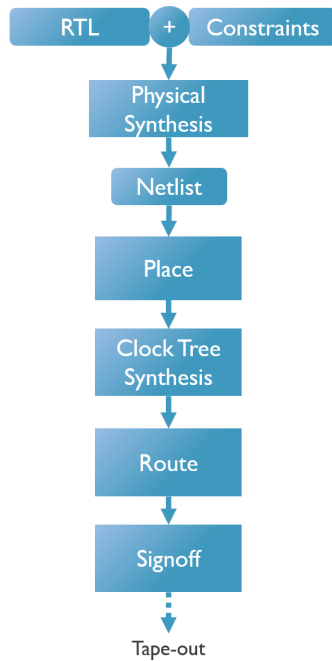 RTL + Constraints
Physical
Synthesis
Netlist
Place
Clock Tree
Synthesis
Route
Signoff
Tape-out